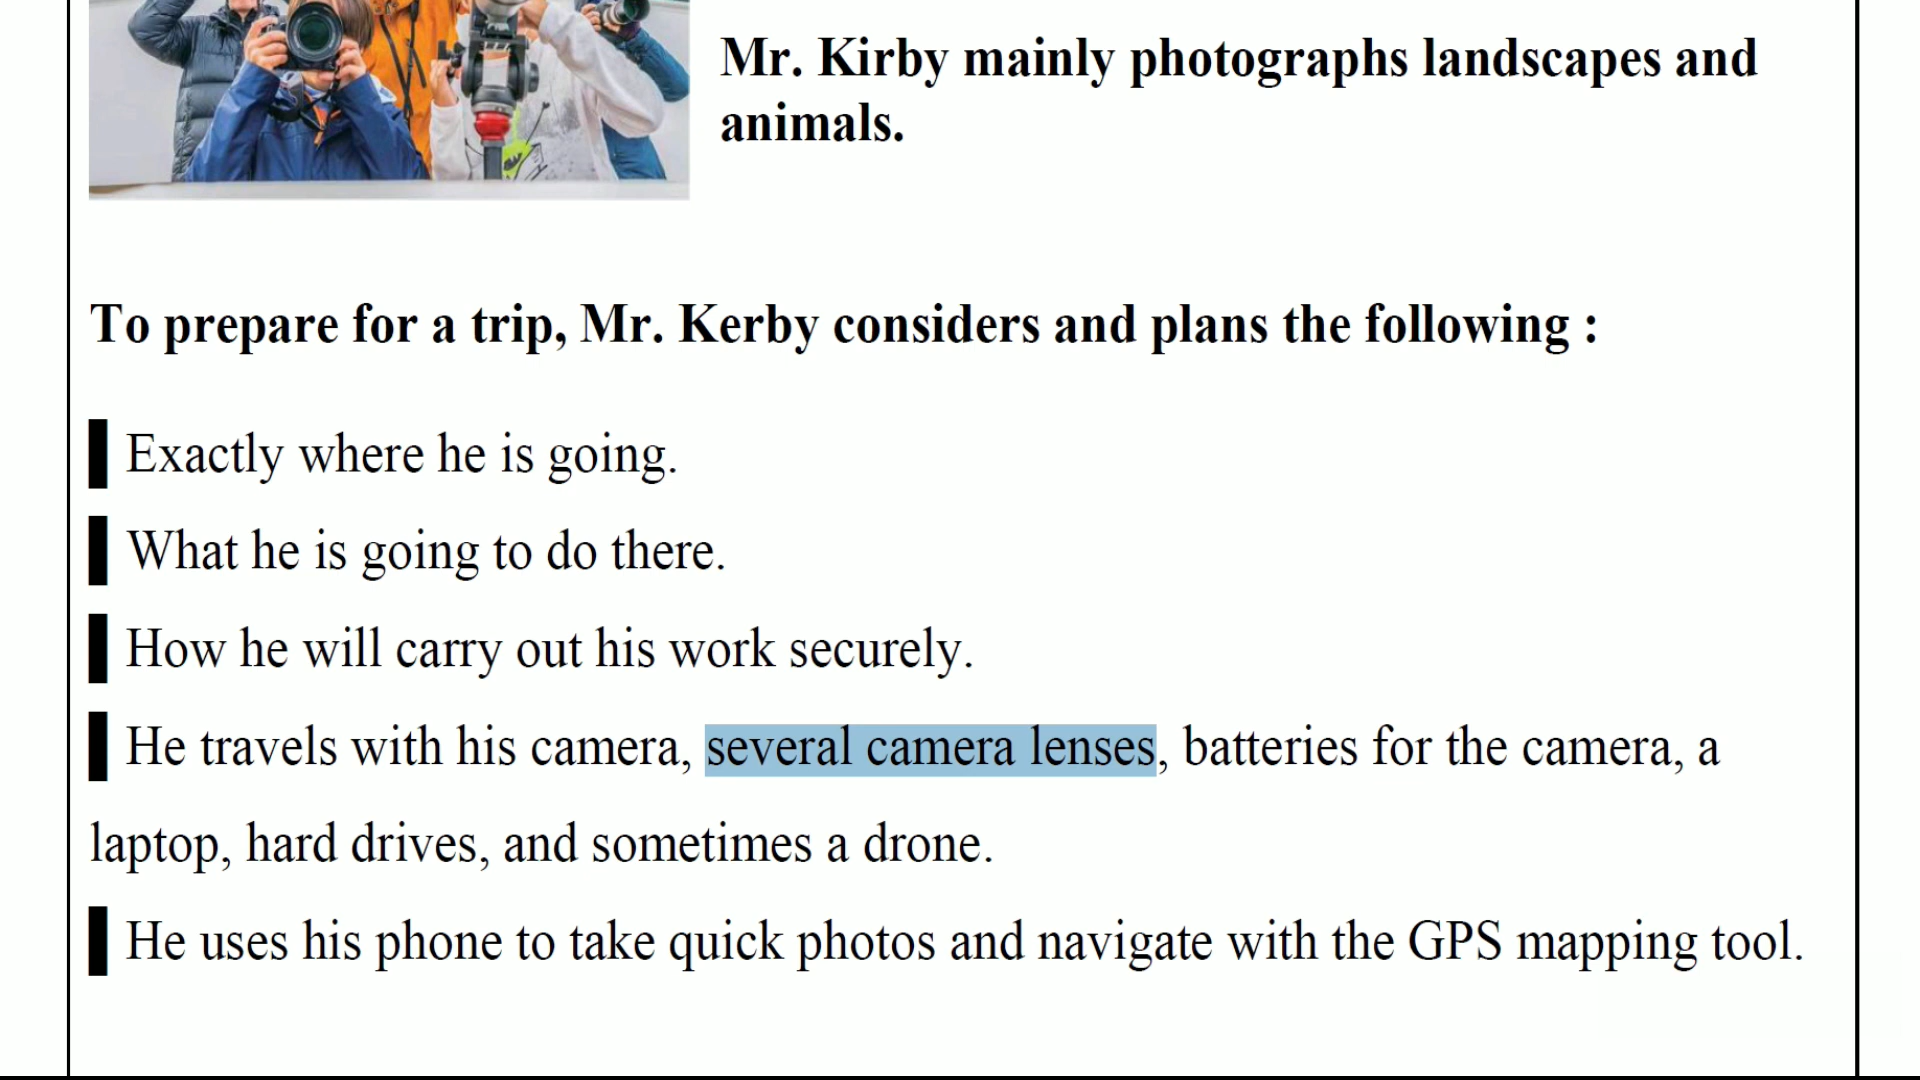 Mr. Kirby mainly photographs landscapes and
animals.
To prepare for a trip, Mr. Kerby considers and plans the following :
Exactly where he is going.
What he is going to do there.
How he will carry out his work securely.
He travels with his camera, several camera lenses, batteries for the camera, a
laptop, hard drives, and sometimes a drone.
He uses his phone to take quick photos and navigate with the GPS mapping tool.